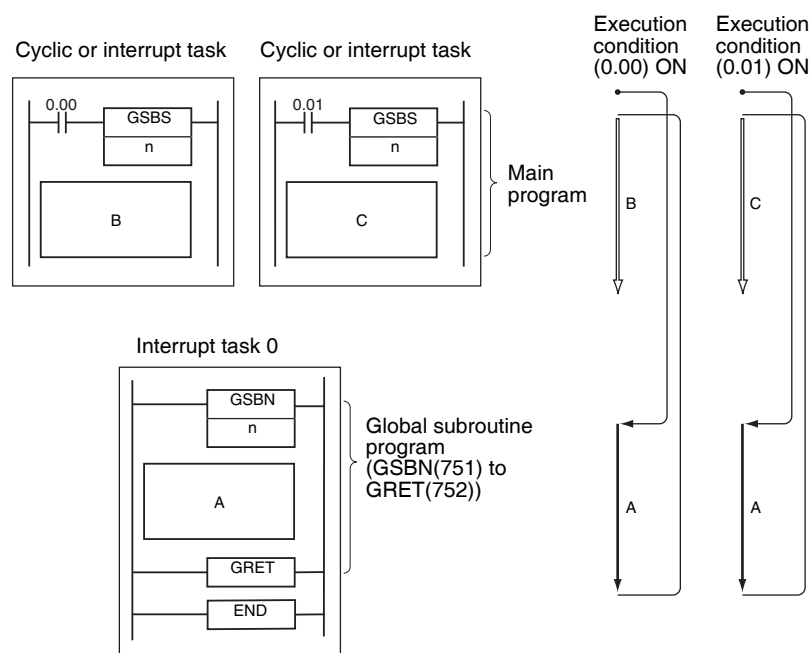 Cyclic or interrupt task
0.00
GSBS
n
B
Cyclic or interrupt task
0.01
GSBS
n
C
Main
program
Execution
condition
(0.00) ON
B
A
Execution
condition
(0.01) ON
C
A
Interrupt task 0
GSBN
n
A
GRET
END
Global subroutine
program
(GSBN(751) to
GRET(752))